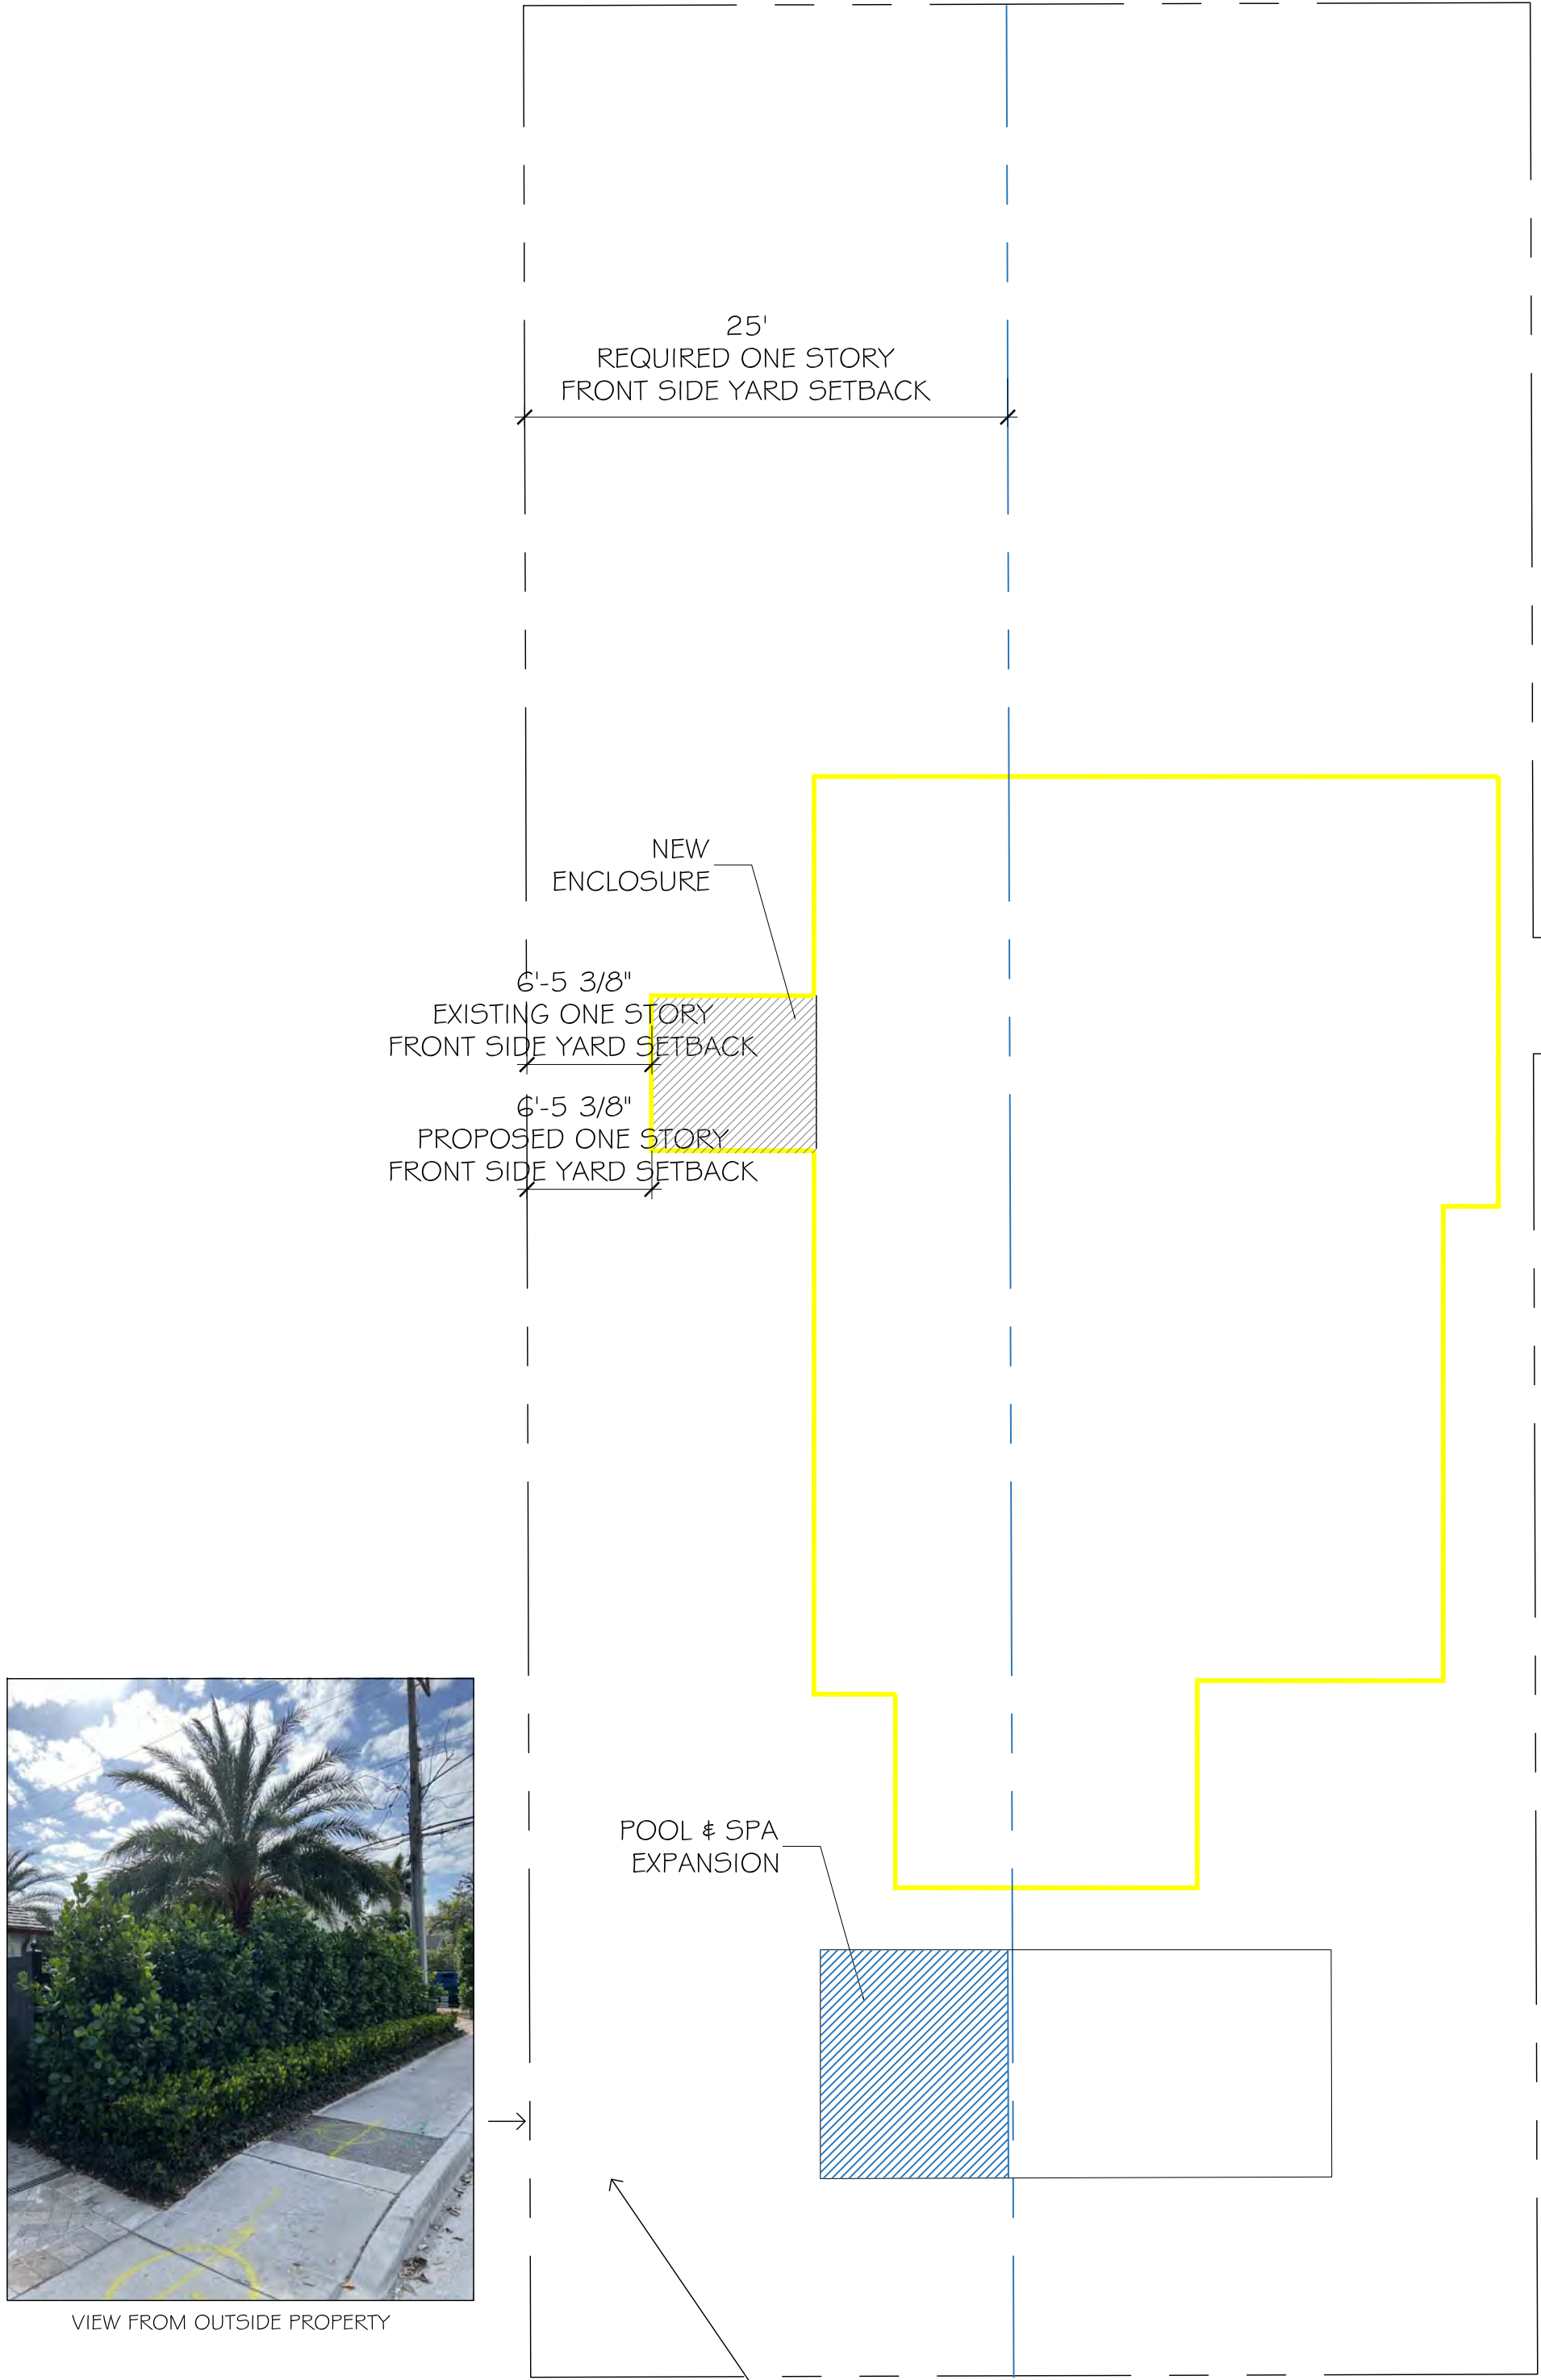 25'
REQUIRED ONE STORY
FRONT SIDE YARD SETBACK
NEW
ENCLOSURE
6'-5 3/8"
EXISTING ONE STORY
FRONT SIDE YARD SETBACK
6'-5 3/8"
PROPOSED ONE STORY
FRONT SIDE YARD SETBACK
POOL & SPA
EXPANSION
VIEW FROM OUTSIDE PROPERTY